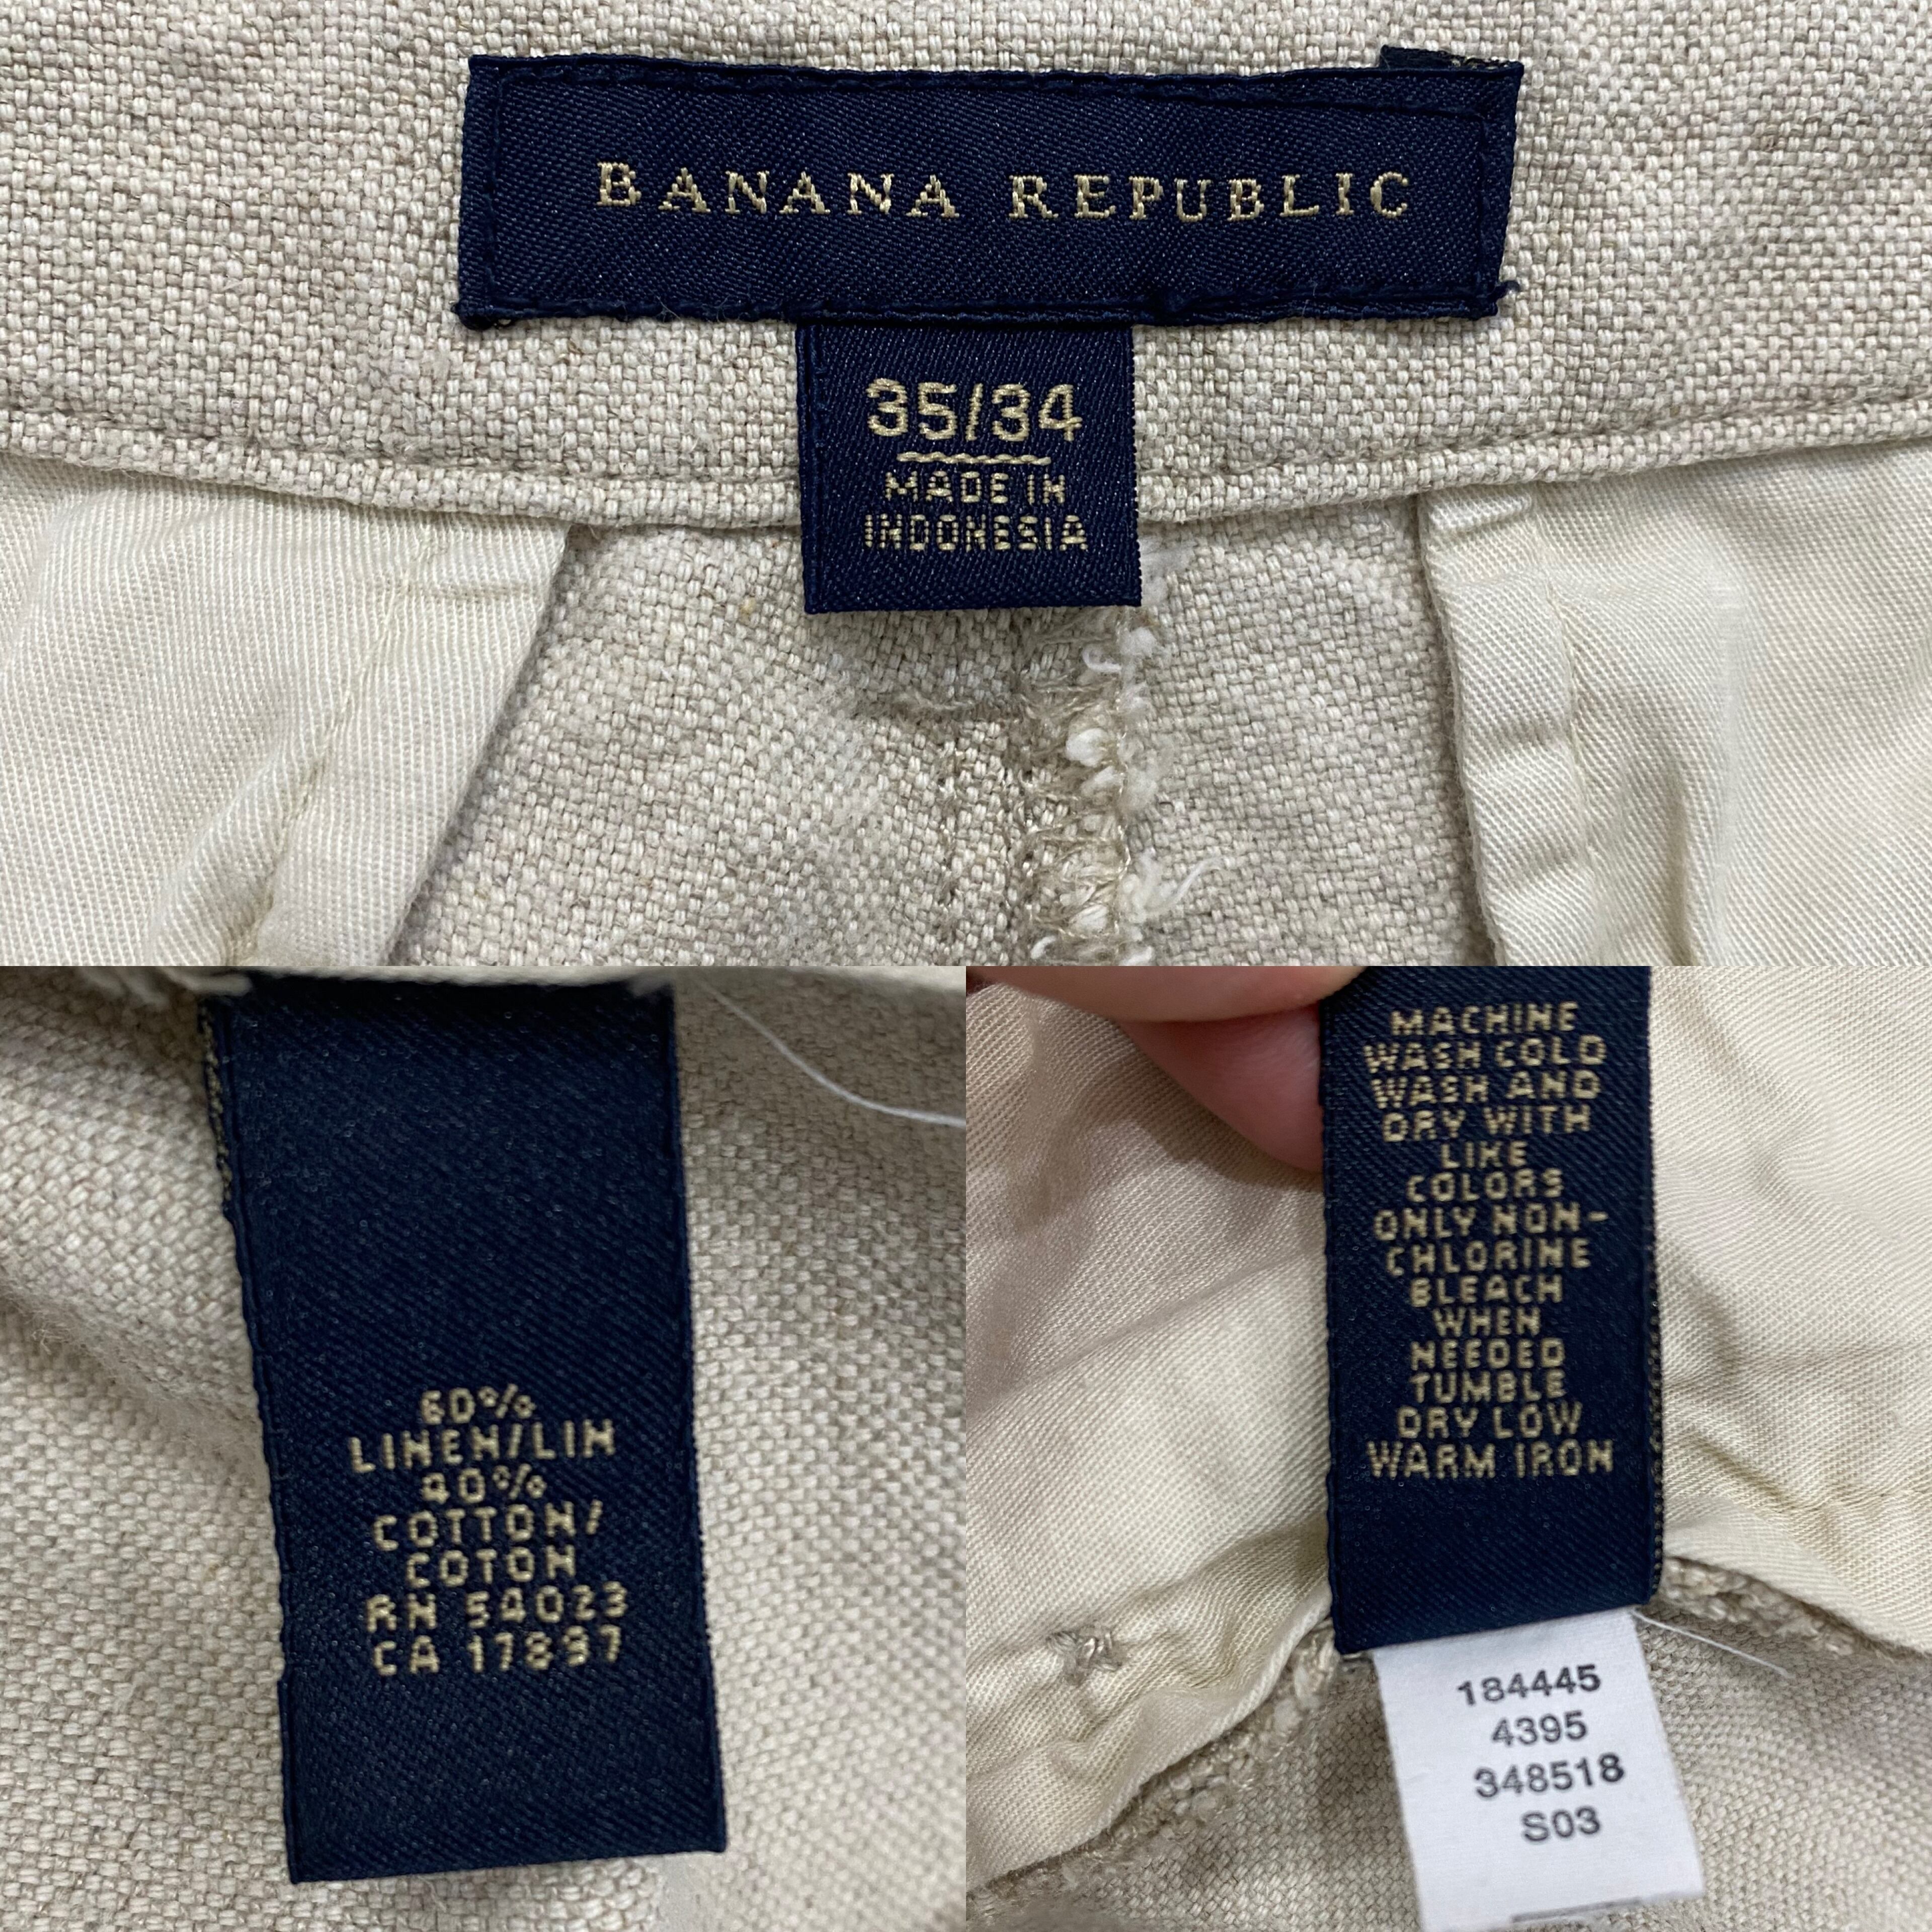 BANANA REPUBLIC
35/34
MADE IN
INDONESIA
60%
LINEN/LIN
40%
COTTON/
COTON
RN 54023
CA 17897
MACHINE
WASH COLD
WASH AND
DRY WITH
LIKE
COLORS
ONLY NON-
CHLORINE
BLEACH
WHEN
NEEDED
TUMBLE
DRY LOW
WARM IRON
184445
4395
348518
S03